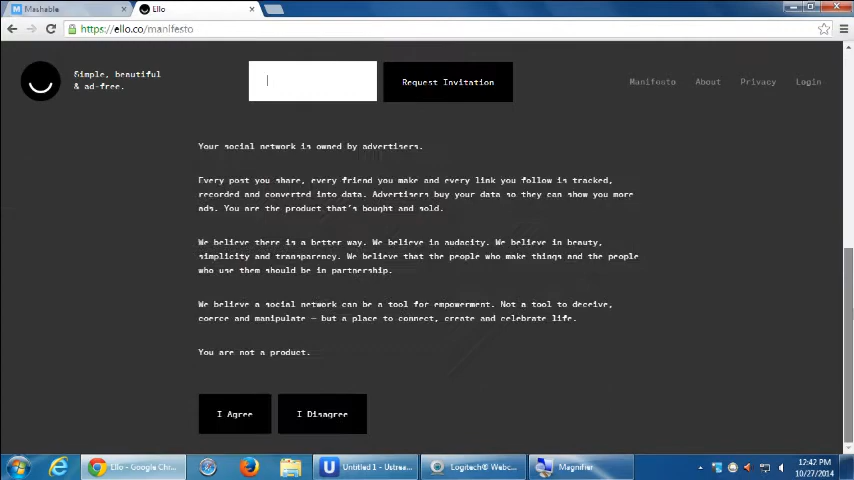 Mashable
Ello
https://ello.co/manifesto
Simple, beautiful
& ad-free.
Request Invitation
Manifesto
About
Privacy
Login
Your social network is owned by advertisers.
Every post you share, every friend you make and every link you follow is tracked,
recorded and converted into data. Advertisers buy your data so they can show you more
ads. You are the product that's bought and sold.
We believe there is a better way. We believe in audacity. We believe in beauty,
simplicity and transparency. We believe that the people who make things and the people
who use them should be in partnership.
We believe a social network can be a tool for empowerment. Not a tool to deceive,
coerce and manipulate — but a place to connect, create and celebrate life.
You are not a product.
I Agree
I Disagree
Ello - Google Chr...
Untitled 1 - Ustrea...
Logitech® Webc...
Magnifier
12:42 PM
10/27/2014